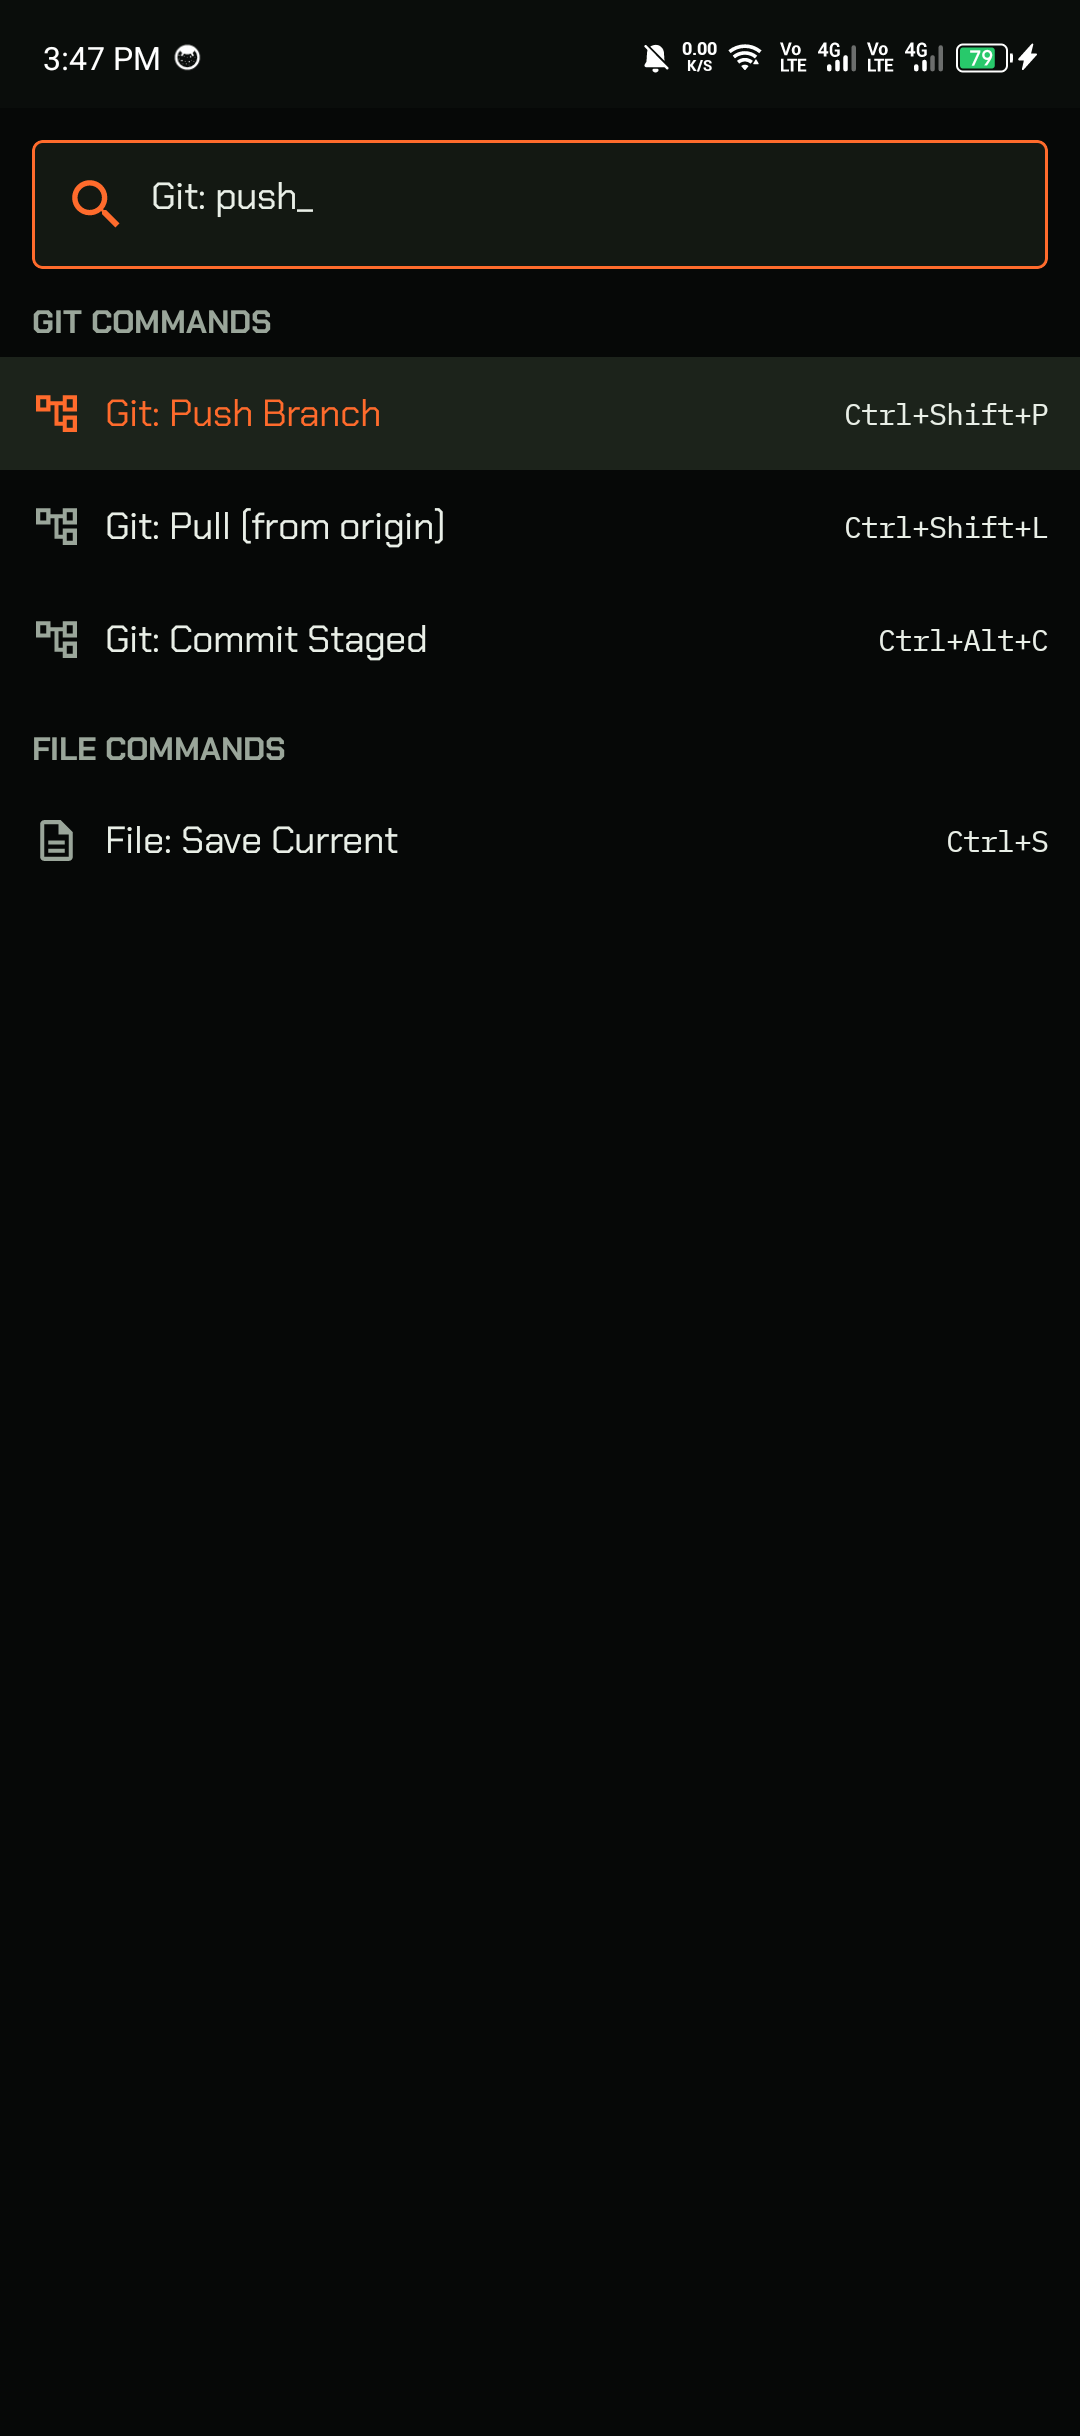 3:47 PM 0.00 K/S Vo LTE 4G Vo LTE 4G 79
Git: push_
GIT COMMANDS
Git: Push Branch Ctrl+Shift+P
Git: Pull (from origin) Ctrl+Shift+L
Git: Commit Staged Ctrl+Alt+C
FILE COMMANDS
File: Save Current Ctrl+S